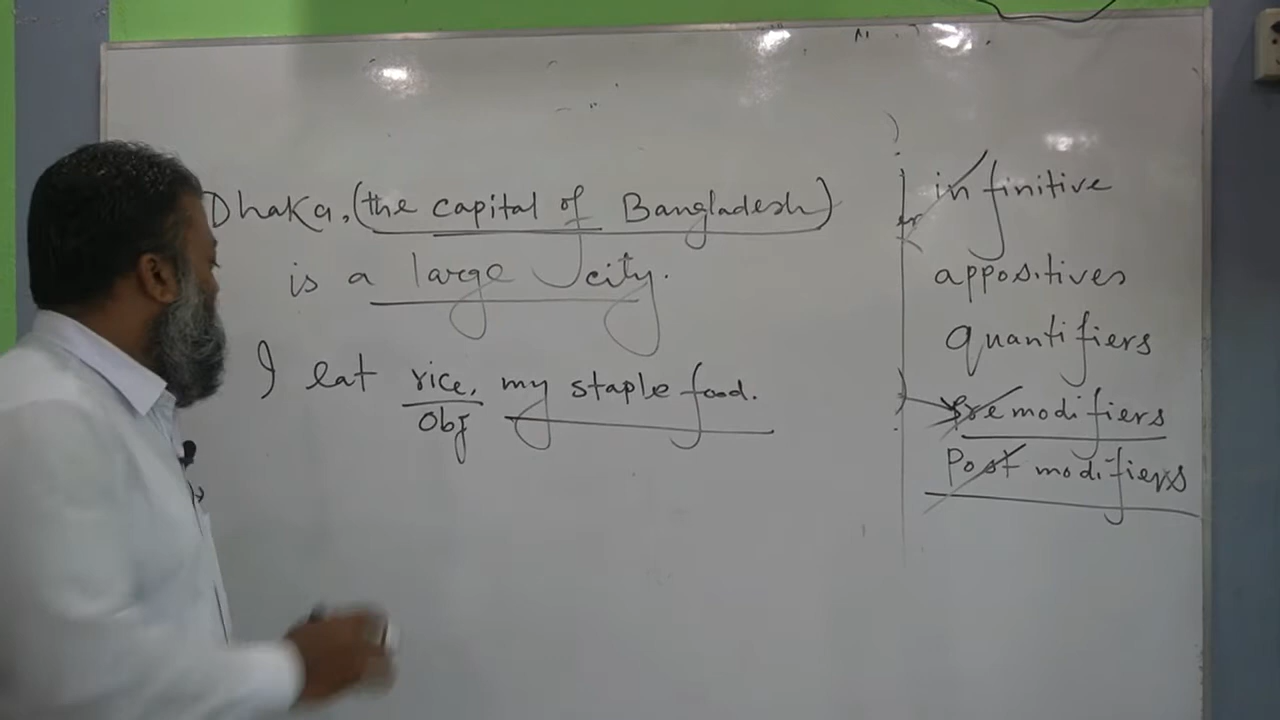 Dhaka, (the capital of Bangladesh)
is a large city.
I eat rice, my staple food.
Obj
infinitive
appositives
quantifiers
Pre modifiers
Post modifiers